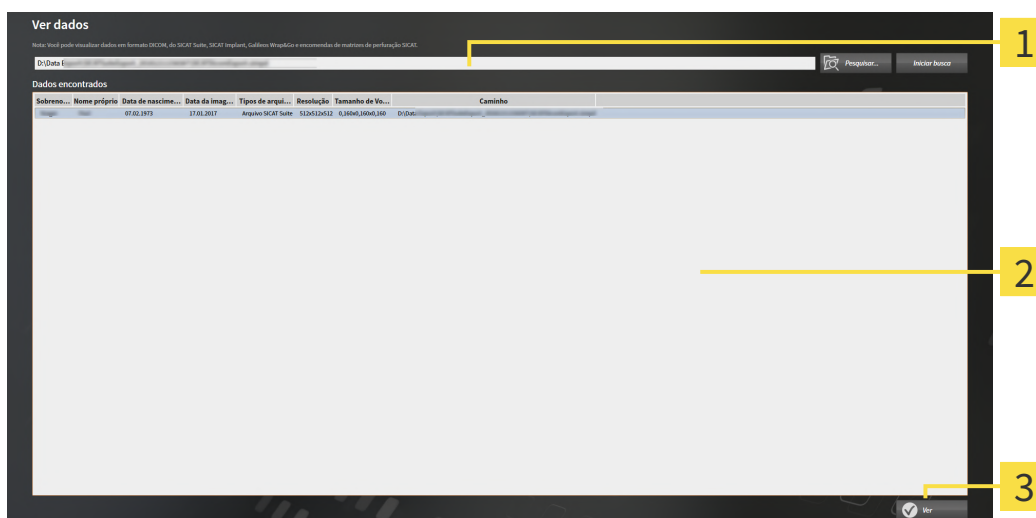 Ver dados
Nota: Você pode visualizar dados em formato DICOM, do SICAT Suite, SICAT Implant, Galileos Wrap&Go e encomendas de matrizes de perfuração SICAT.
1
D:\Data E
Pesquisar...
Iniciar busca
Dados encontrados
Sobreno... Nome próprio Data de nascime... Data da imag... Tipos de arqui... Resolução Tamanho de Vo... Caminho
07.02.1973 17.01.2017 Arquivo SICAT Suite 512x512x512 0,160x0,160x0,160 D:\Data
2
3
Ver